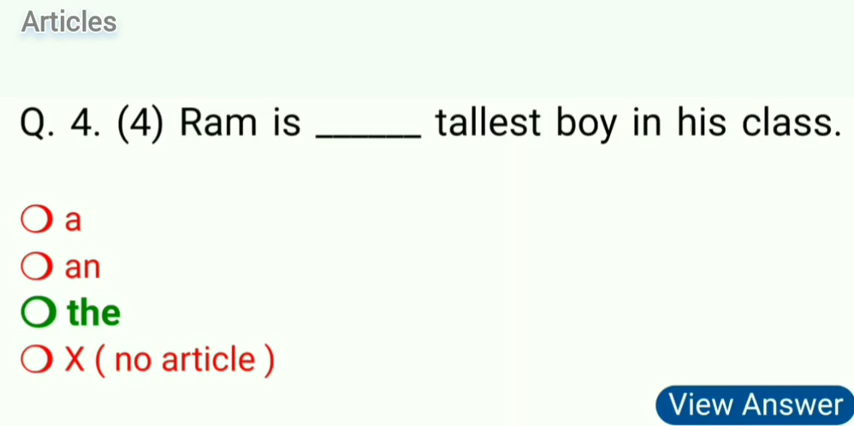 Articles
Q. 4. (4) Ram is ______ tallest boy in his class.
a
an
the
X ( no article )
View Answer